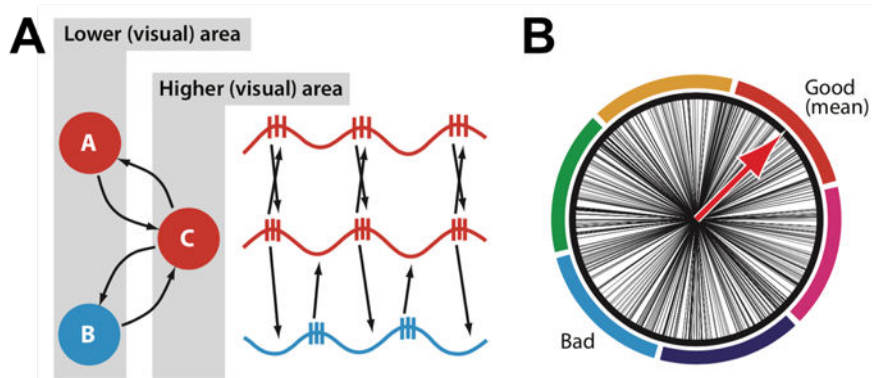 A
Lower (visual) area
Higher (visual) area
A
C
B
B
Good
(mean)
Bad